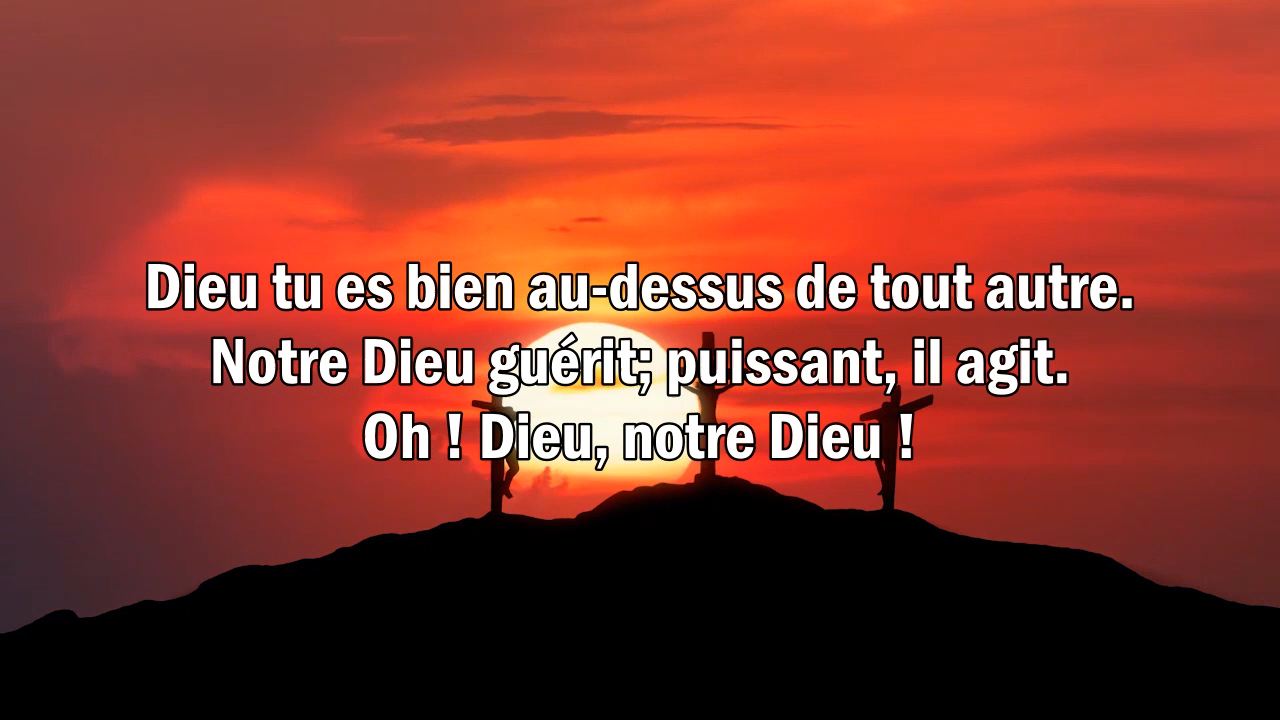 Dieu tu es bien au-dessus de tout autre.
Notre Dieu guérit; puissant, il agit.
Oh ! Dieu, notre Dieu !